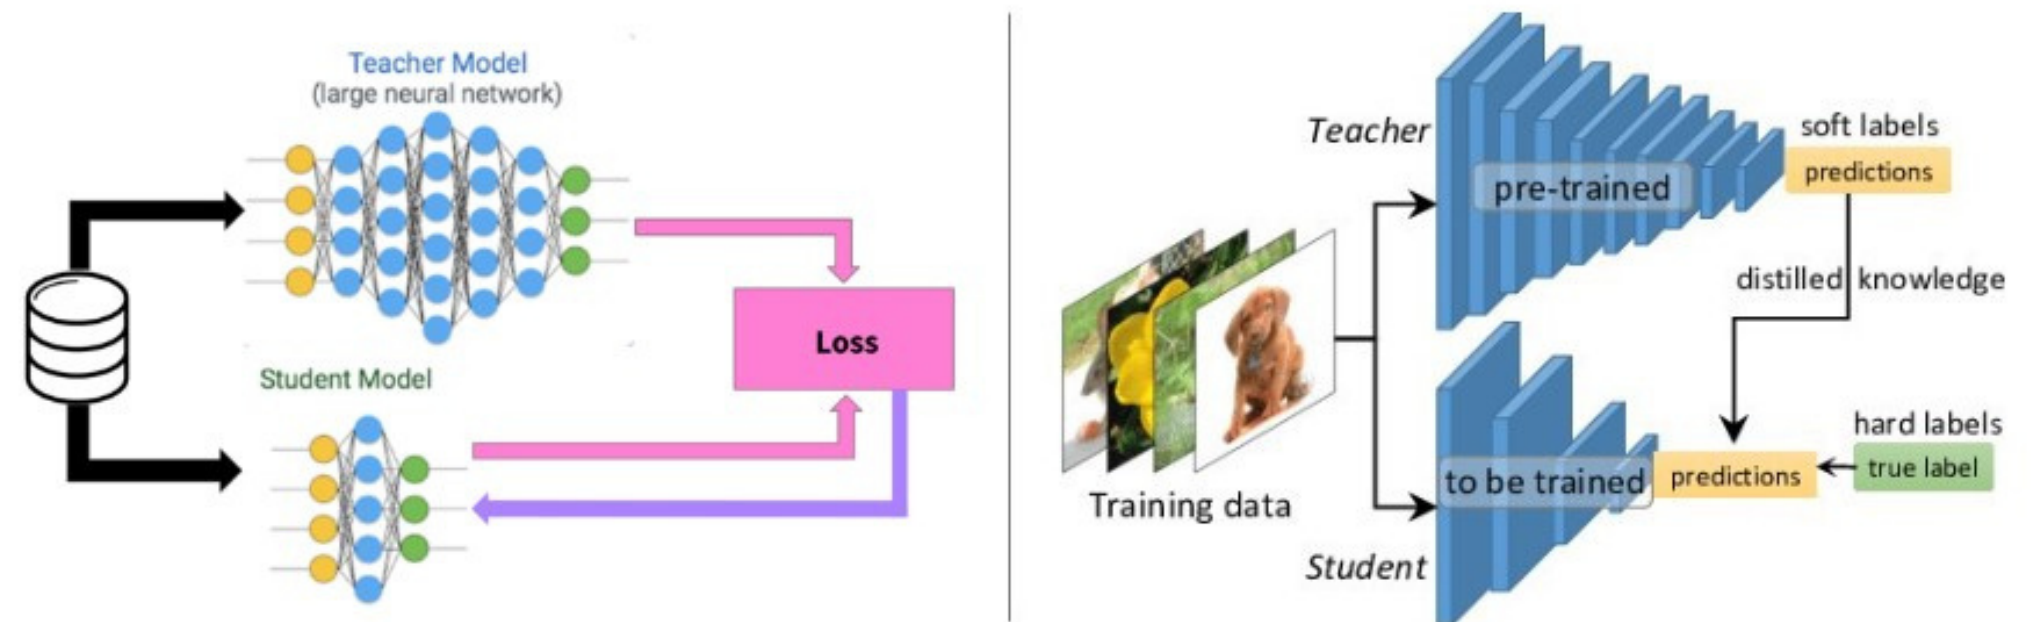 Teacher Model
(large neural network)
Loss
Student Model
Teacher
pre-trained
soft labels
predictions
distilled knowledge
Training data
to be trained
predictions
hard labels
true label
Student